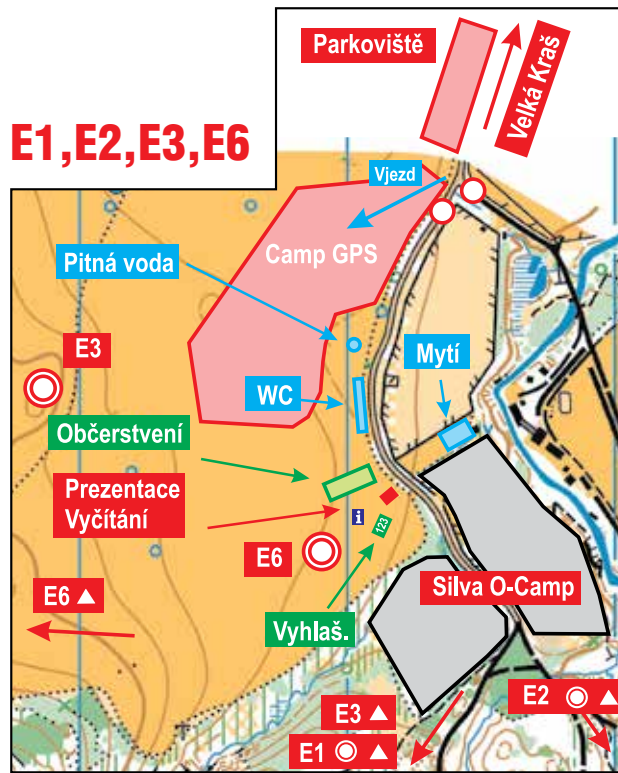 Parkoviště
Velká Kraš
E1,E2,E3,E6
Vjezd
Camp GPS
Pitná voda
E3
Mytí
WC
Občerstvení
Prezentace
Vyčítání
i
123
E6
E6
Silva O-Camp
Vyhlaš.
E2
E3
E1